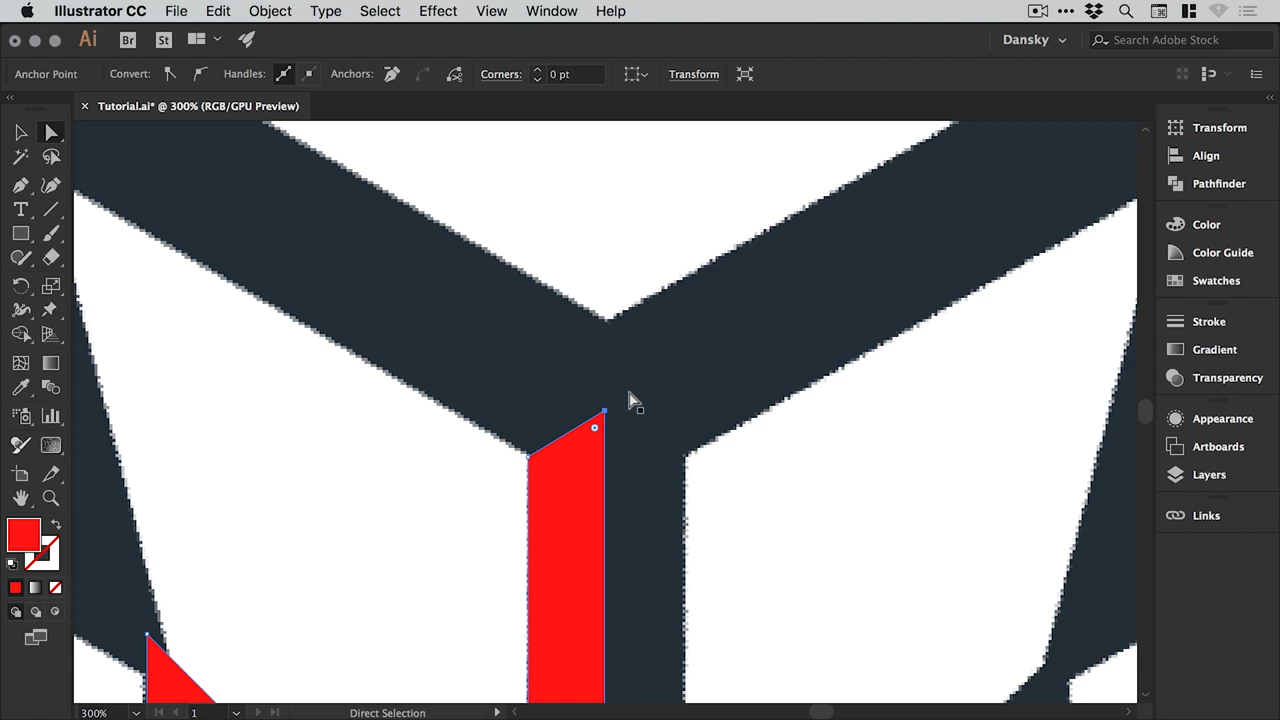 Illustrator CC File Edit Object Type Select Effect View Window Help
Ai Br St Dansky Search Adobe Stock
Anchor Point Convert: Handles: Anchors: Corners: 0 pt Transform
Tutorial.ai* @ 300% (RGB/GPU Preview)
Transform
Align
Pathfinder
Color
Color Guide
Swatches
Stroke
Gradient
Transparency
Appearance
Artboards
Layers
Links
300% 1 Direct Selection